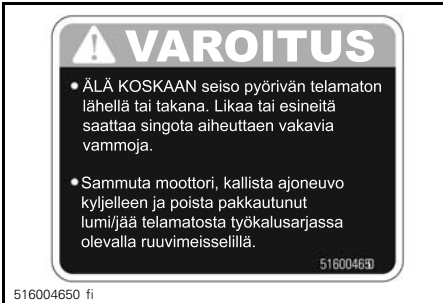 VAROITUS
• ÄLÄ KOSKAAN seiso pyörivän telamaton
lähellä tai takana. Likaa tai esineitä
saattaa singota aiheuttaen vakavia
vammoja.
• Sammuta moottori, kallista ajoneuvo
kyljelleen ja poista pakkautunut
lumi/jää telamatosta työkalusarjassa
olevalla ruuvimeisselillä.
516004650
516004650 fi